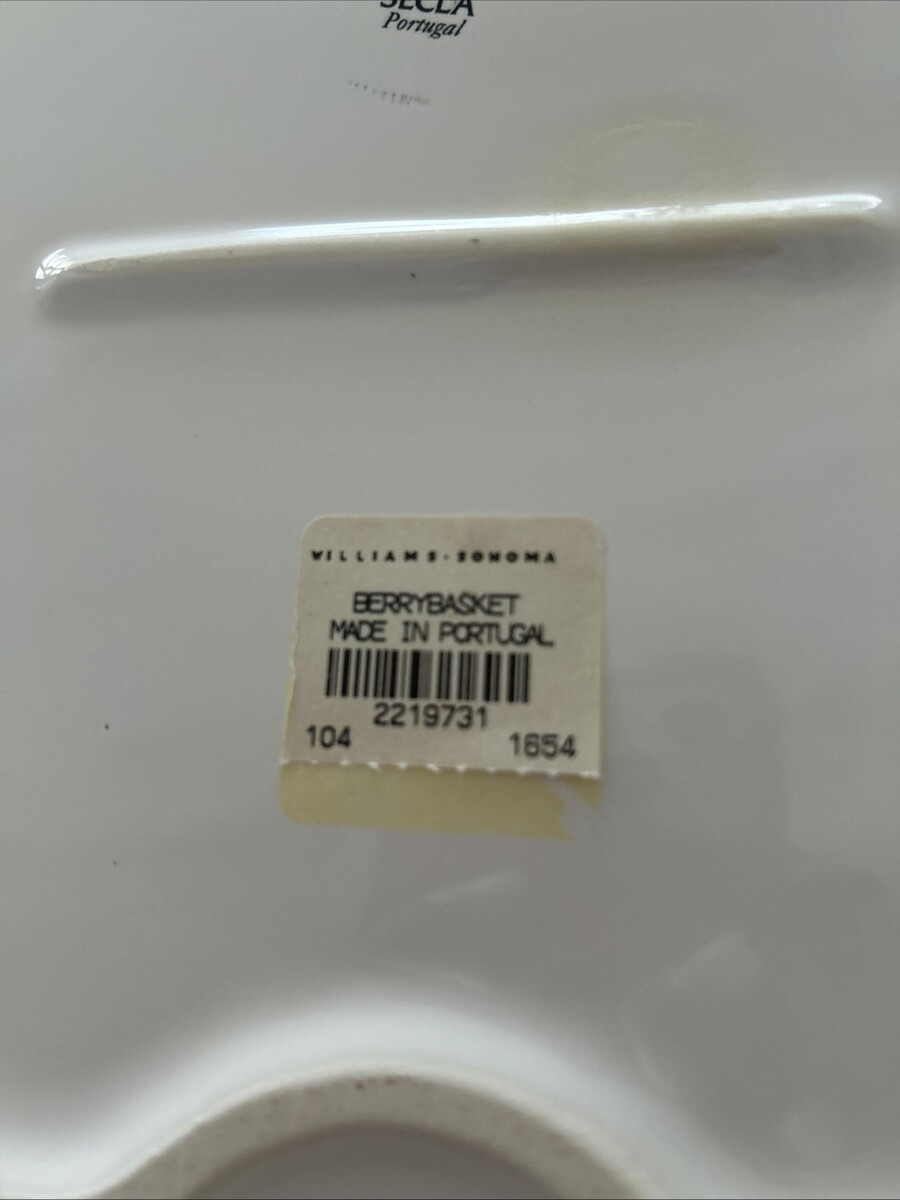 SECLA
Portugal
WILLIAMS-SONOMA
BERRYBASKET
MADE IN PORTUGAL
2219731
104 1654